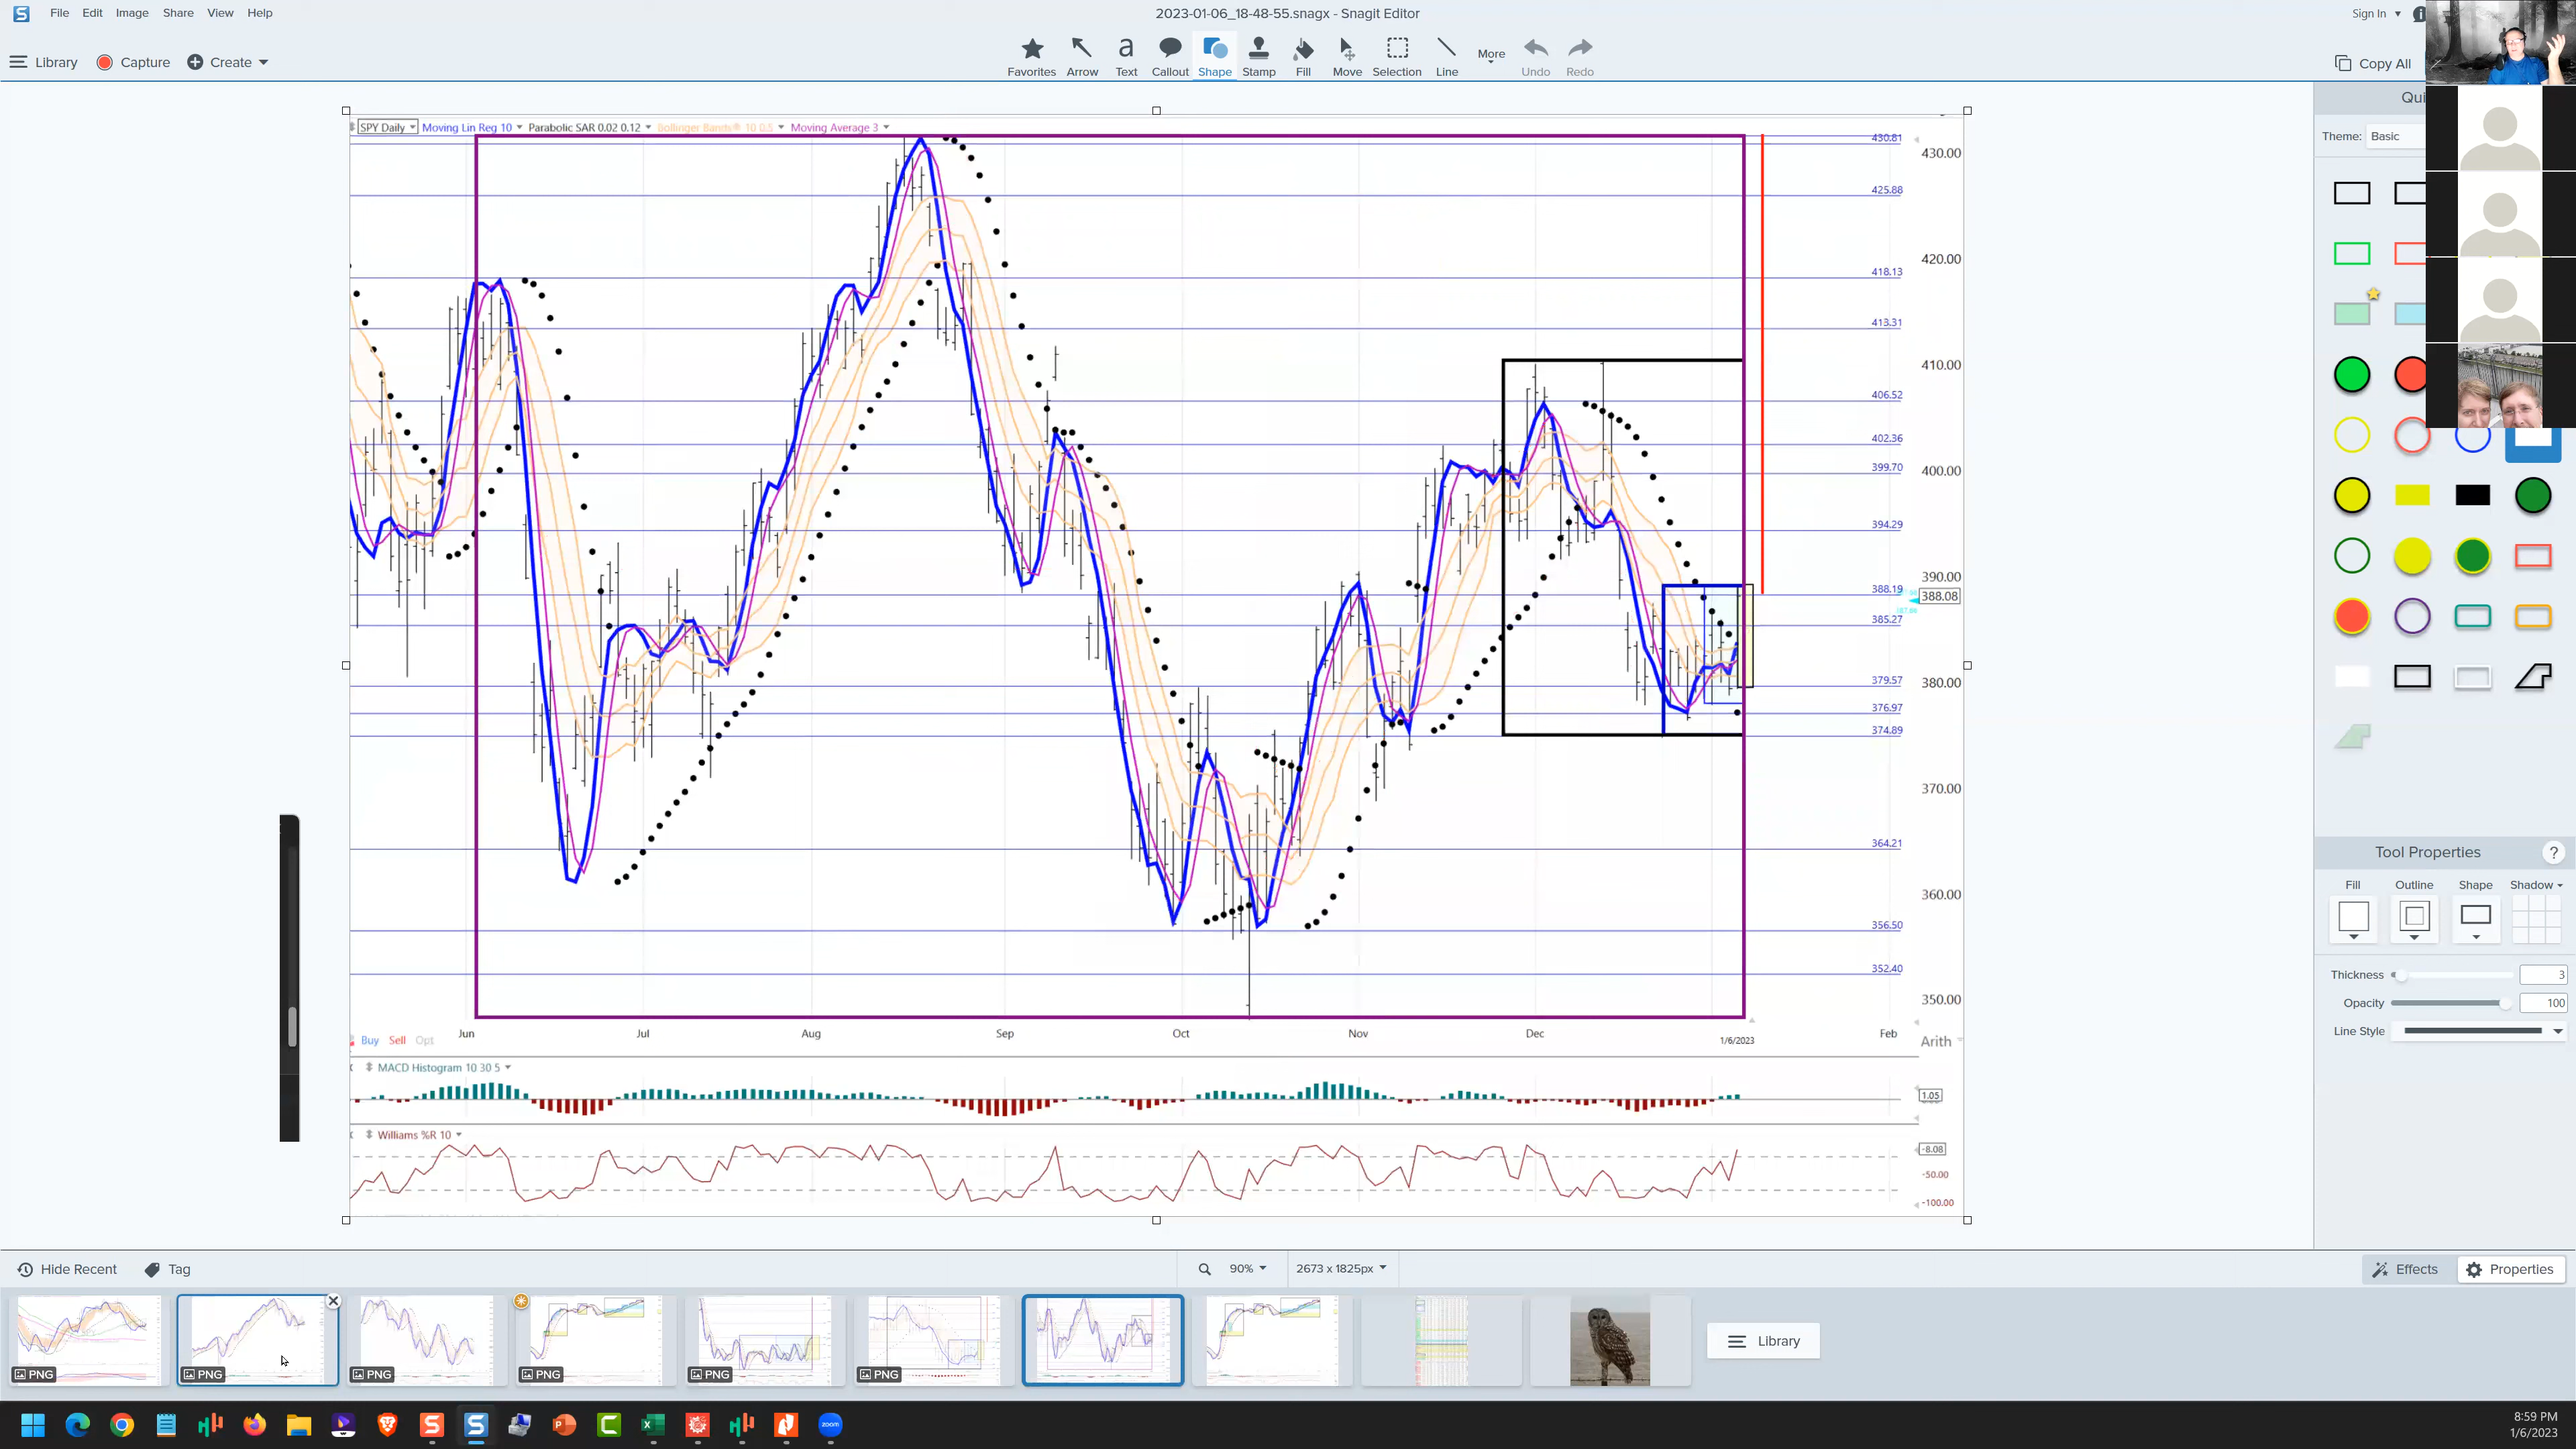 File Edit Image Share View Help
2023-01-06_18-48-55.snagx - Snagit Editor
Sign In
Library Capture Create
Favorites Arrow Text Callout Shape Stamp Fill Move Selection Line More Undo Redo
Copy All
Qui
Theme: Basic
SPY Daily Moving Lin Reg 10 Parabolic SAR 0.02 0.12 Bollinger Bands® 10 0.5 Moving Average 3
430.81
430.00
425.88
420.00
418.13
413.31
410.00
406.52
402.36
400.00
399.70
394.29
390.00
388.19
388.08
385.27
380.00
379.57
376.97
374.89
370.00
364.21
360.00
356.50
352.40
350.00
Jun Jul Aug Sep Oct Nov Dec 1/6/2023 Feb
Buy Sell Opt
Arith
MACD Histogram 10 30 5
1.05
Williams %R 10
-8.08
-50.00
-100.00
Tool Properties ?
Fill Outline Shape Shadow
Thickness 3
Opacity 100
Line Style
Hide Recent Tag
90% 2673 x 1825px
Effects Properties
PNG PNG PNG PNG PNG PNG
Library
zoom
8:59 PM
1/6/2023